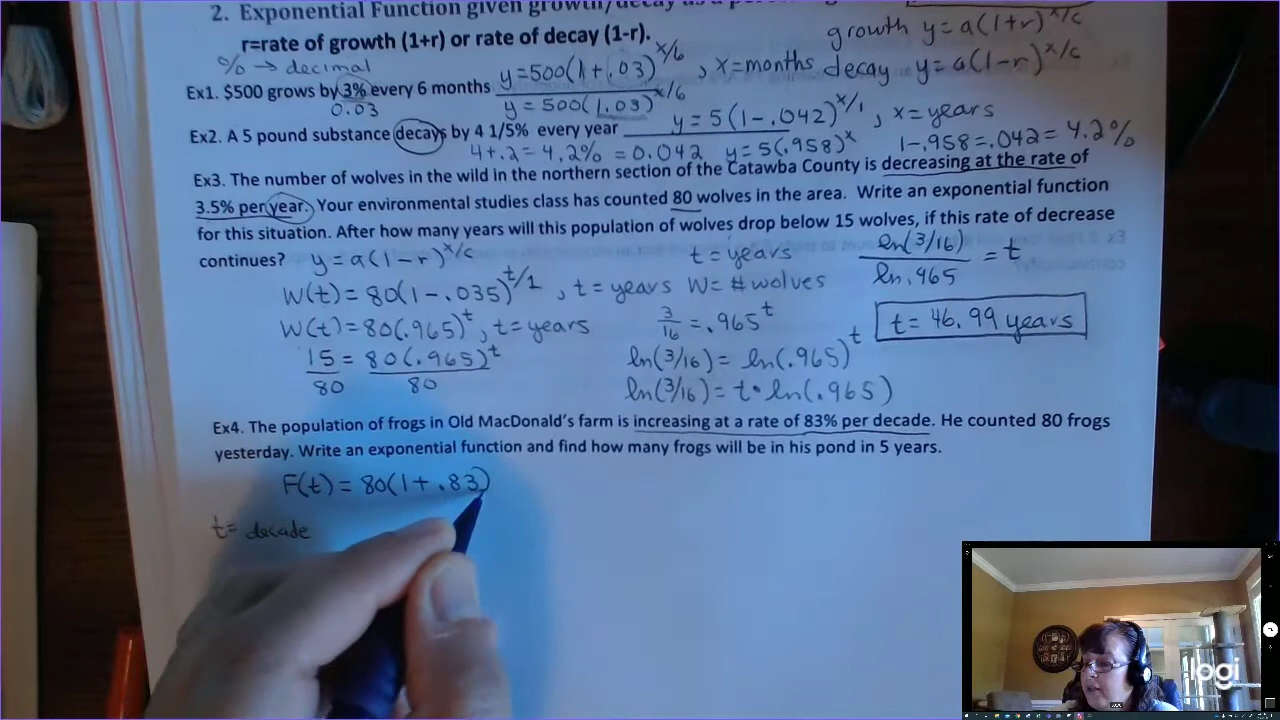 2. Exponential Function given growth/decay as a
growth y = a(1+r)^x/c
r=rate of growth (1+r) or rate of decay (1-r).
% → decimal
y=500(1+.03)^x/6, x=months
decay y=a(1-r)^x/c
Ex1. $500 grows by 3% every 6 months
0.03
y = 500(1.03)^x/6
y = 5(1-.042)^x/1, x=years
Ex2. A 5 pound substance decays by 4 1/5% every year
4+.2=4.2% = 0.042 y=5(.958)^x
1-.958=.042=4.2%
Ex3. The number of wolves in the wild in the northern section of the Catawba County is decreasing at the rate of
3.5% per year. Your environmental studies class has counted 80 wolves in the area. Write an exponential function
for this situation. After how many years will this population of wolves drop below 15 wolves, if this rate of decrease
continues?
y=a(1-r)^x/c
t=years
ln(3/16)/ln.965 = t
W(t)=80(1-.035)^t/1, t=years W=#wolves
W(t)=80(.965)^t, t=years
3/16=.965^t
t=46.99 years
15/80 = 80(.965)^t/80
ln(3/16)=ln(.965)^t
ln(3/16)=t•ln(.965)
Ex4. The population of frogs in Old MacDonald's farm is increasing at a rate of 83% per decade. He counted 80 frogs
yesterday. Write an exponential function and find how many frogs will be in his pond in 5 years.
F(t)=80(1+.83)
t= decade
logi